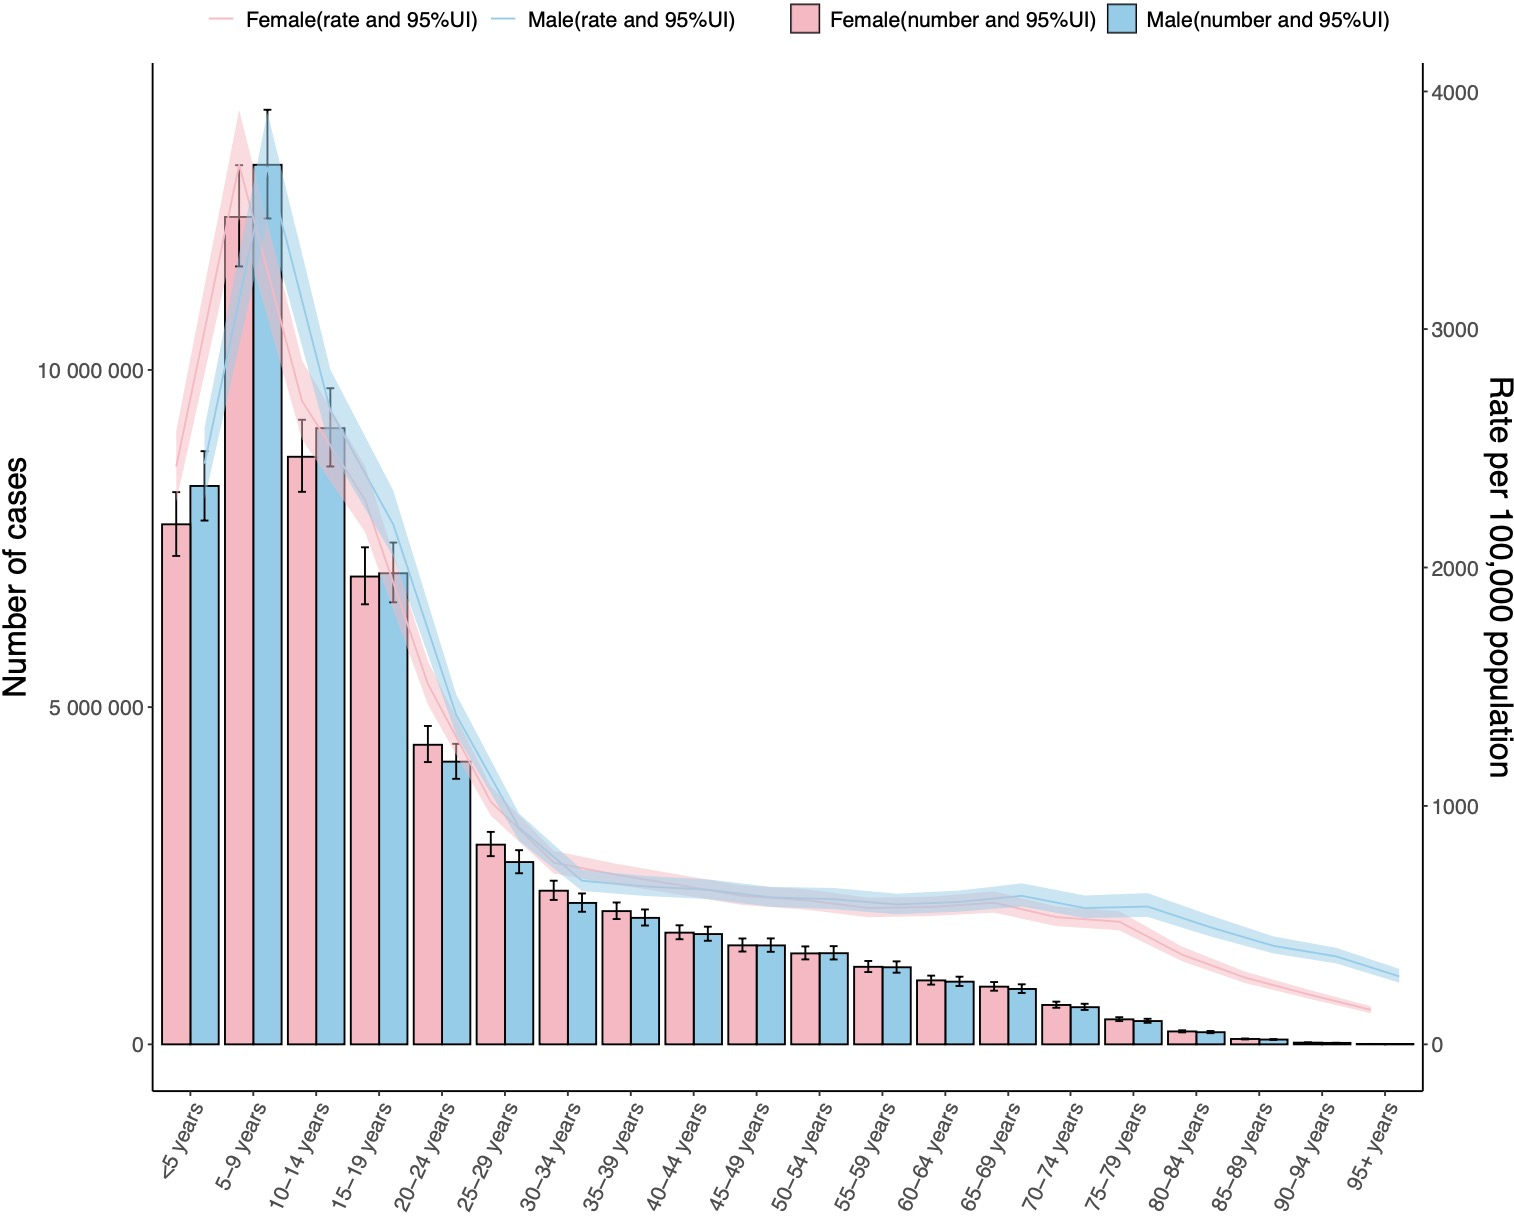 Female(rate and 95%UI) Male(rate and 95%UI) Female(number and 95%UI) Male(number and 95%UI)
Number of cases
10 000 000
5 000 000
0
4000
3000
2000
1000
0
Rate per 100,000 population
<5 years
5–9 years
10–14 years
15–19 years
20–24 years
25–29 years
30–34 years
35–39 years
40–44 years
45–49 years
50–54 years
55–59 years
60–64 years
65–69 years
70–74 years
75–79 years
80–84 years
85–89 years
90–94 years
95+ years